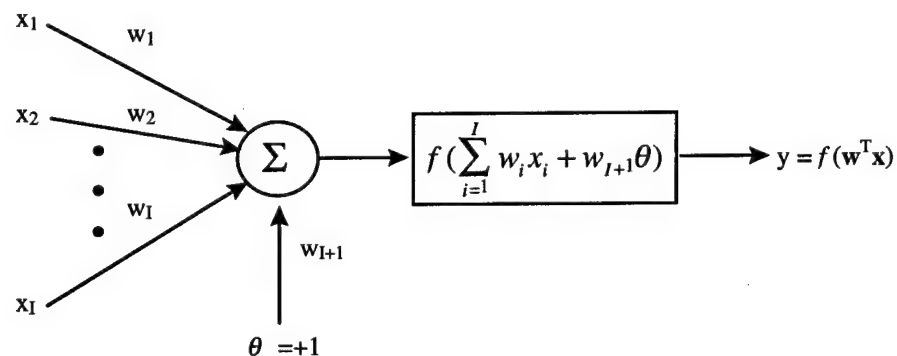 x1
w1
x2
w2
Σ
f(∑ i=1 I w_i x_i + w_{I+1}θ)
y = f(w^T x)
wI
wI+1
xI
θ =+1